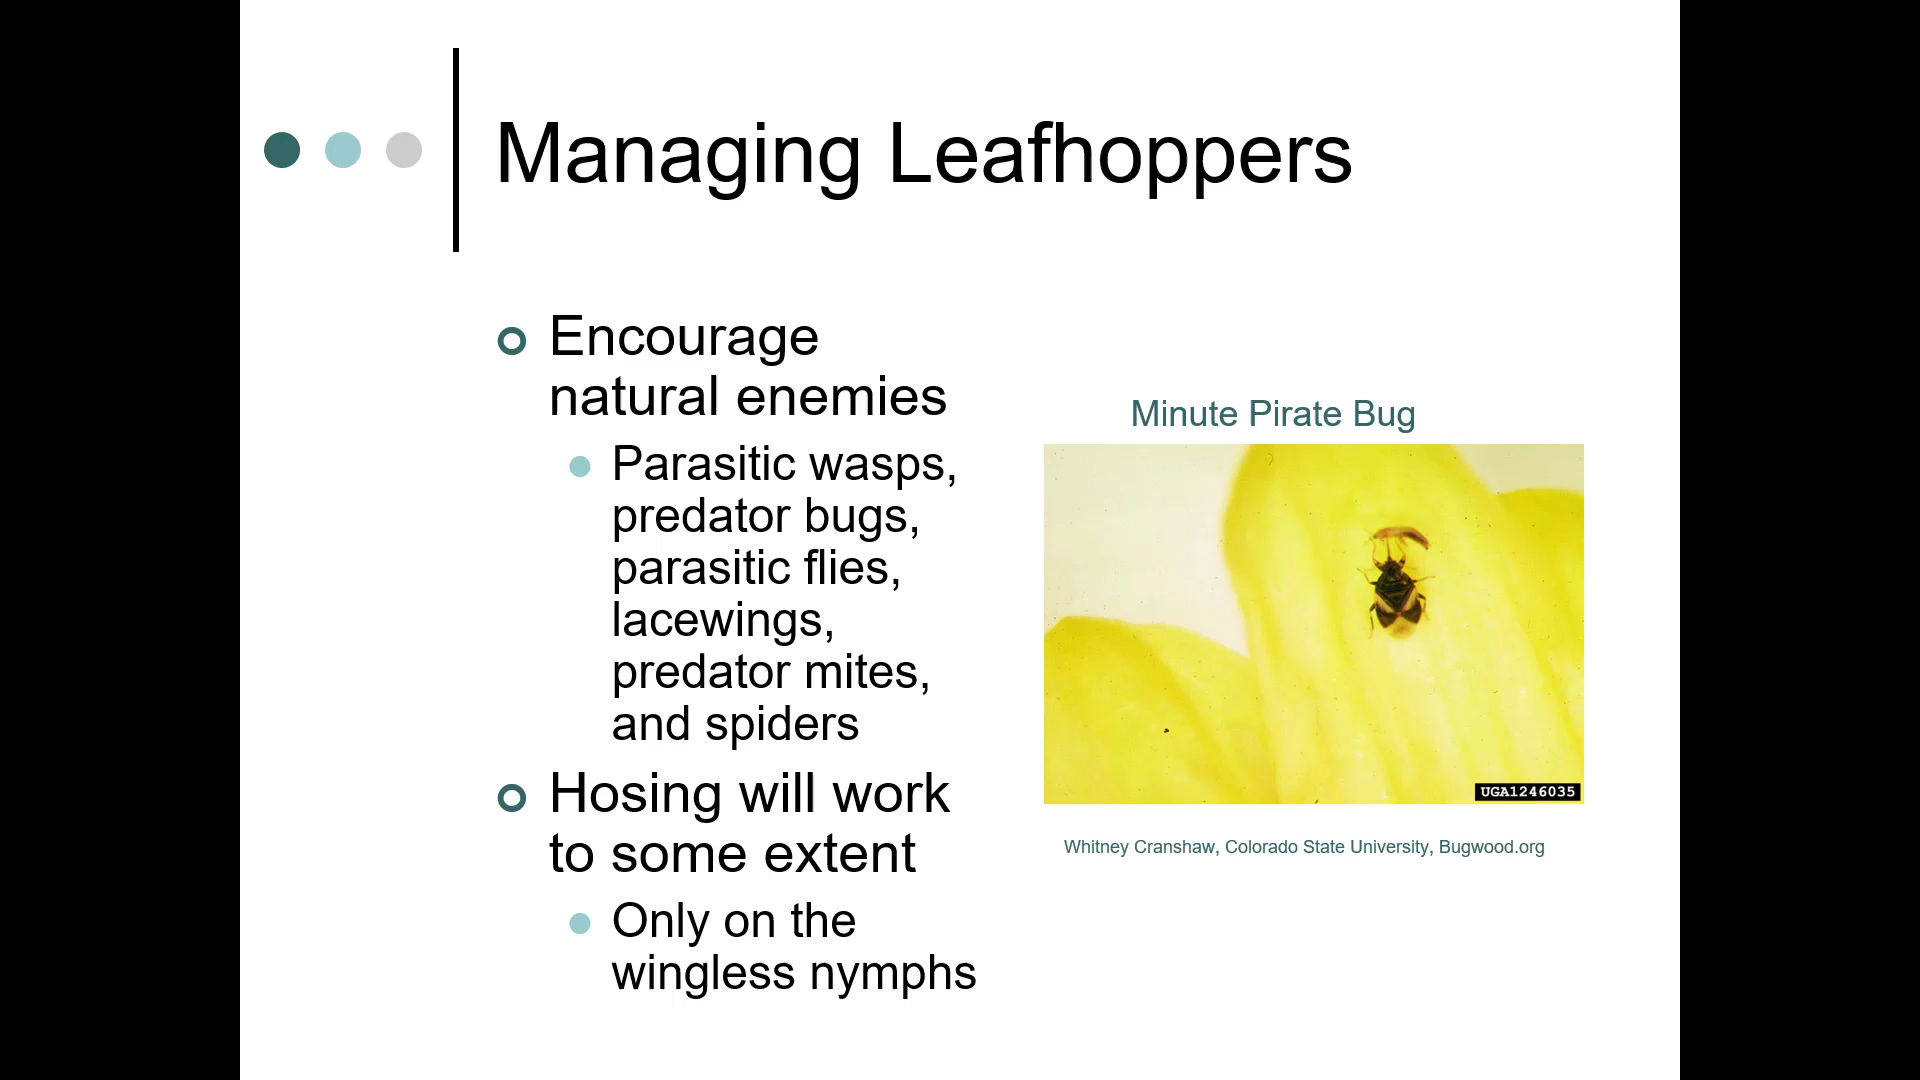 Managing Leafhoppers
Encourage
natural enemies
Parasitic wasps,
predator bugs,
parasitic flies,
lacewings,
predator mites,
and spiders
Hosing will work
to some extent
Only on the
wingless nymphs
Minute Pirate Bug
UGA1246035
Whitney Cranshaw, Colorado State University, Bugwood.org